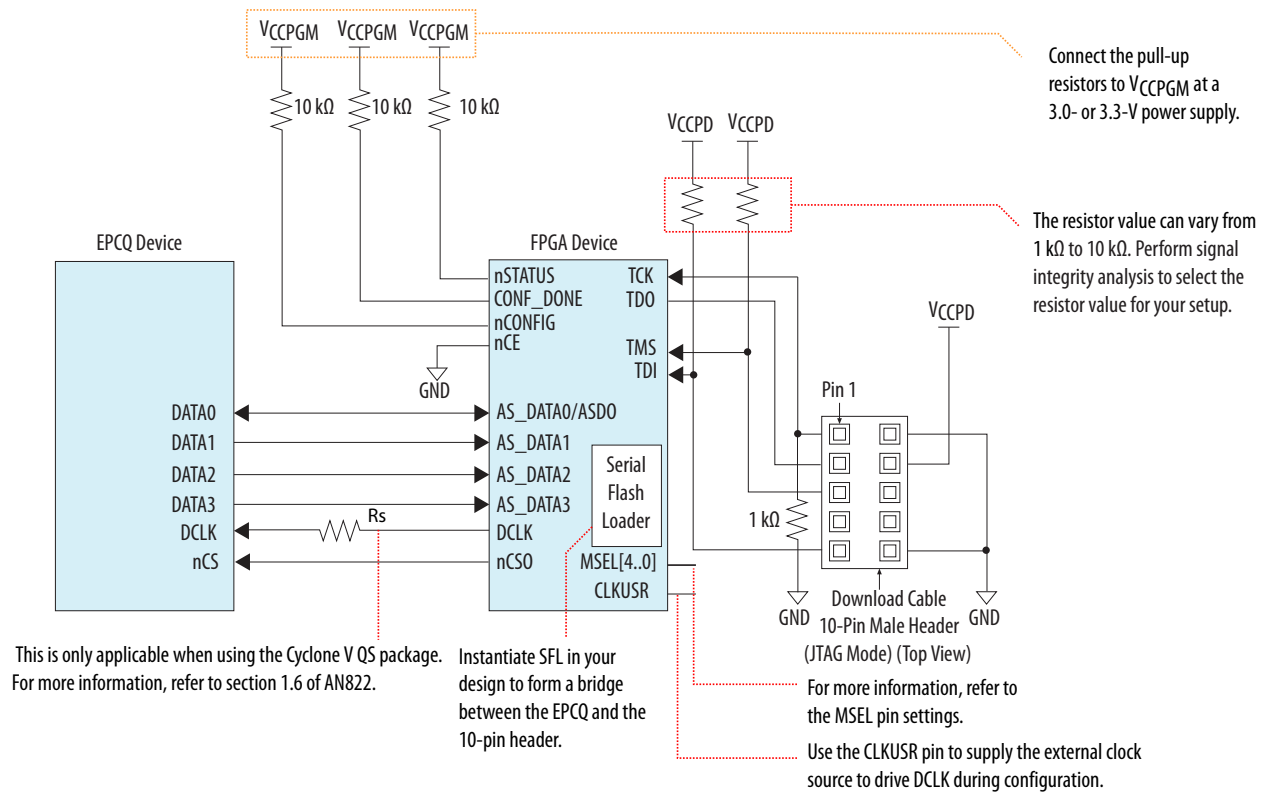 VCCPGM VCCPGM VCCPGM
10 kΩ 10 kΩ 10 kΩ
Connect the pull-up
resistors to VCCPGM at a
3.0- or 3.3-V power supply.
VCCPD VCCPD
The resistor value can vary from
1 kΩ to 10 kΩ. Perform signal
integrity analysis to select the
resistor value for your setup.
EPCQ Device
DATA0
DATA1
DATA2
DATA3
DCLK
nCS
Rs
GND
FPGA Device
nSTATUS
CONF_DONE
nCONFIG
nCE
AS_DATA0/ASDO
AS_DATA1
AS_DATA2
AS_DATA3
DCLK
nCSO
TCK
TDO
TMS
TDI
Serial
Flash
Loader
MSEL[4..0]
CLKUSR
VCCPD
Pin 1
1 kΩ
GND
GND
Download Cable
10-Pin Male Header
(JTAG Mode) (Top View)
This is only applicable when using the Cyclone V QS package.
For more information, refer to section 1.6 of AN822.
Instantiate SFL in your
design to form a bridge
between the EPCQ and the
10-pin header.
For more information, refer to
the MSEL pin settings.
Use the CLKUSR pin to supply the external clock
source to drive DCLK during configuration.